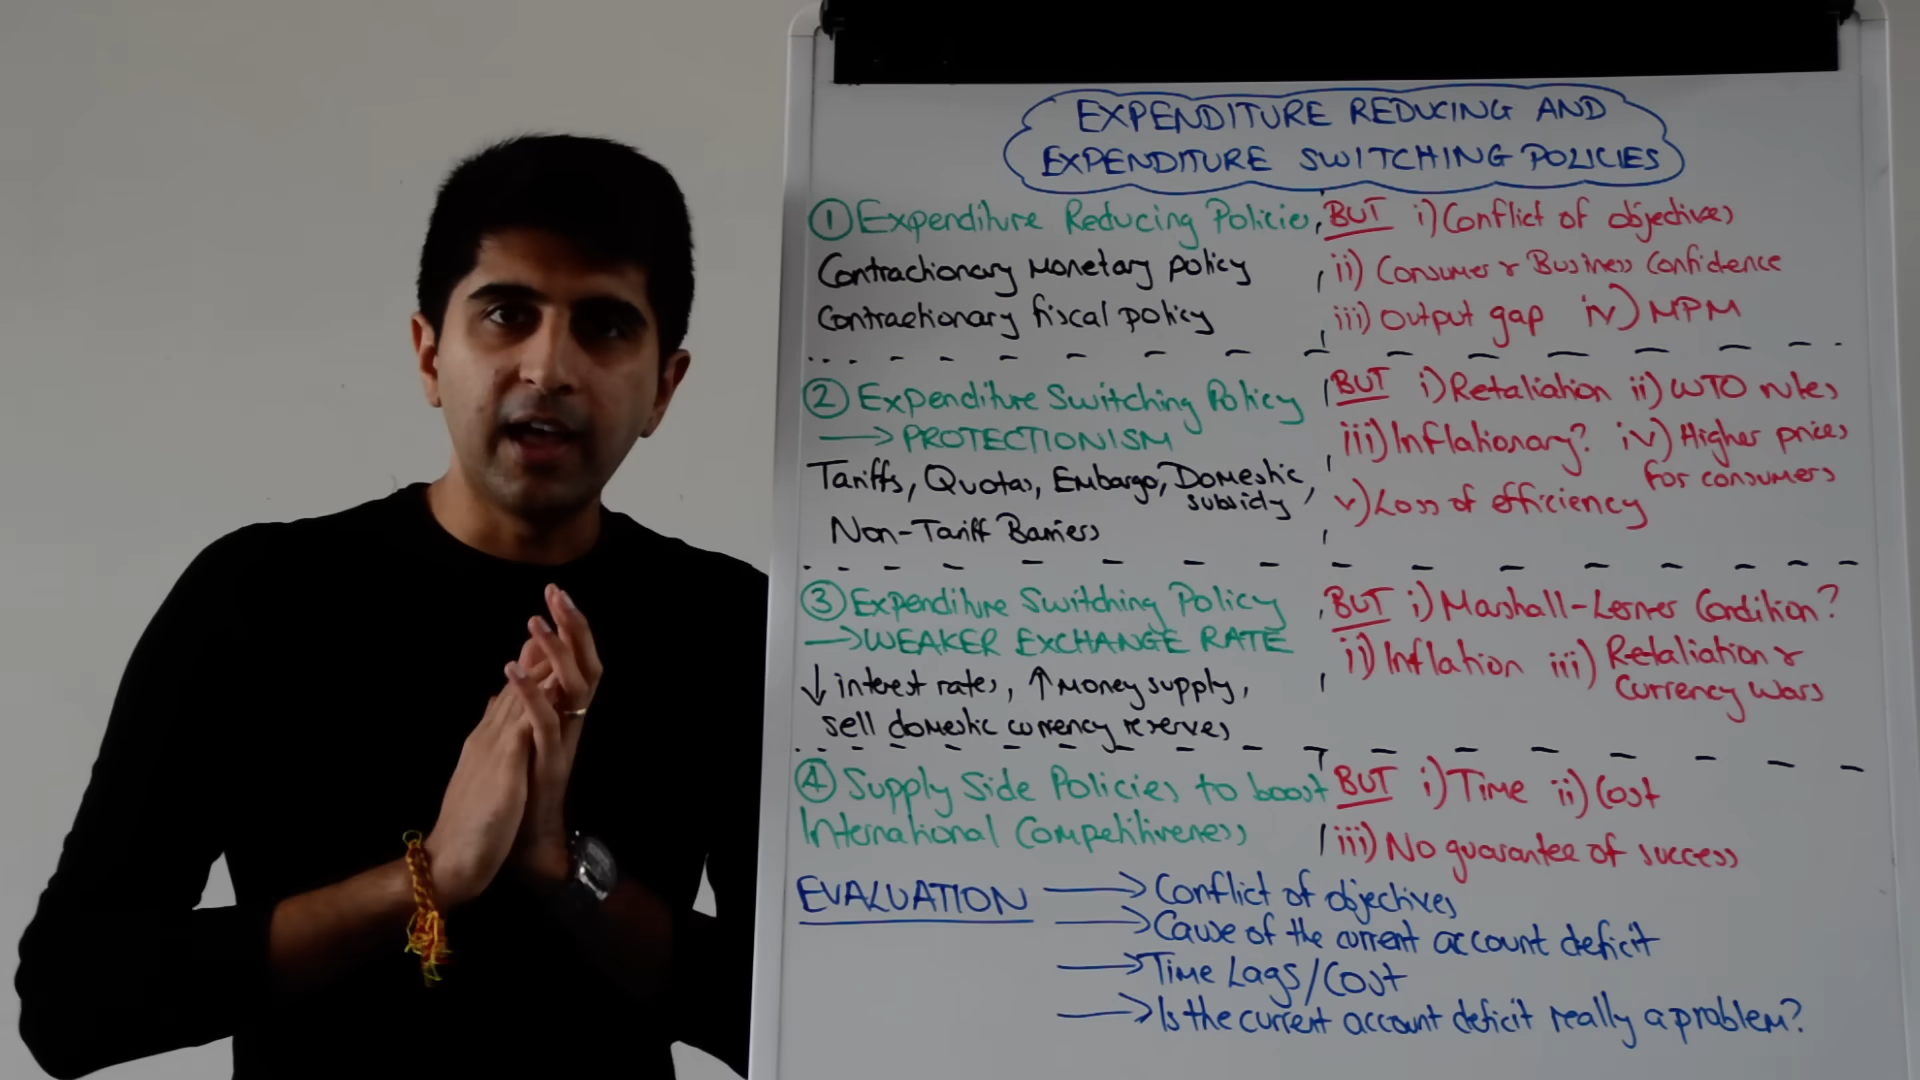 EXPENDITURE REDUCING AND
EXPENDITURE SWITCHING POLICIES
① Expenditure Reducing Policies
Contractionary Monetary policy
Contractionary fiscal policy
BUT i) Conflict of objectives
ii) Consumer & Business Confidence
iii) Output gap iv) MPM
② Expenditure Switching Policy
→ PROTECTIONISM
Tariffs, Quotas, Embargo, Domestic
subsidy
Non-Tariff Barriers
BUT i) Retaliation ii) WTO rules
iii) Inflationary? iv) Higher prices
for consumers
v) Loss of efficiency
③ Expenditure Switching Policy
→ WEAKER EXCHANGE RATE
↓ interest rates, ↑ Money supply,
sell domestic currency reserves
BUT i) Marshall-Lerner Condition?
ii) Inflation iii) Retaliation &
Currency Wars
④ Supply Side Policies to boost
International Competitiveness
BUT i) Time ii) Cost
iii) No guarantee of success
EVALUATION → Conflict of objectives
→ Cause of the current account deficit
→ Time Lags/Cost
→ Is the current account deficit really a problem?